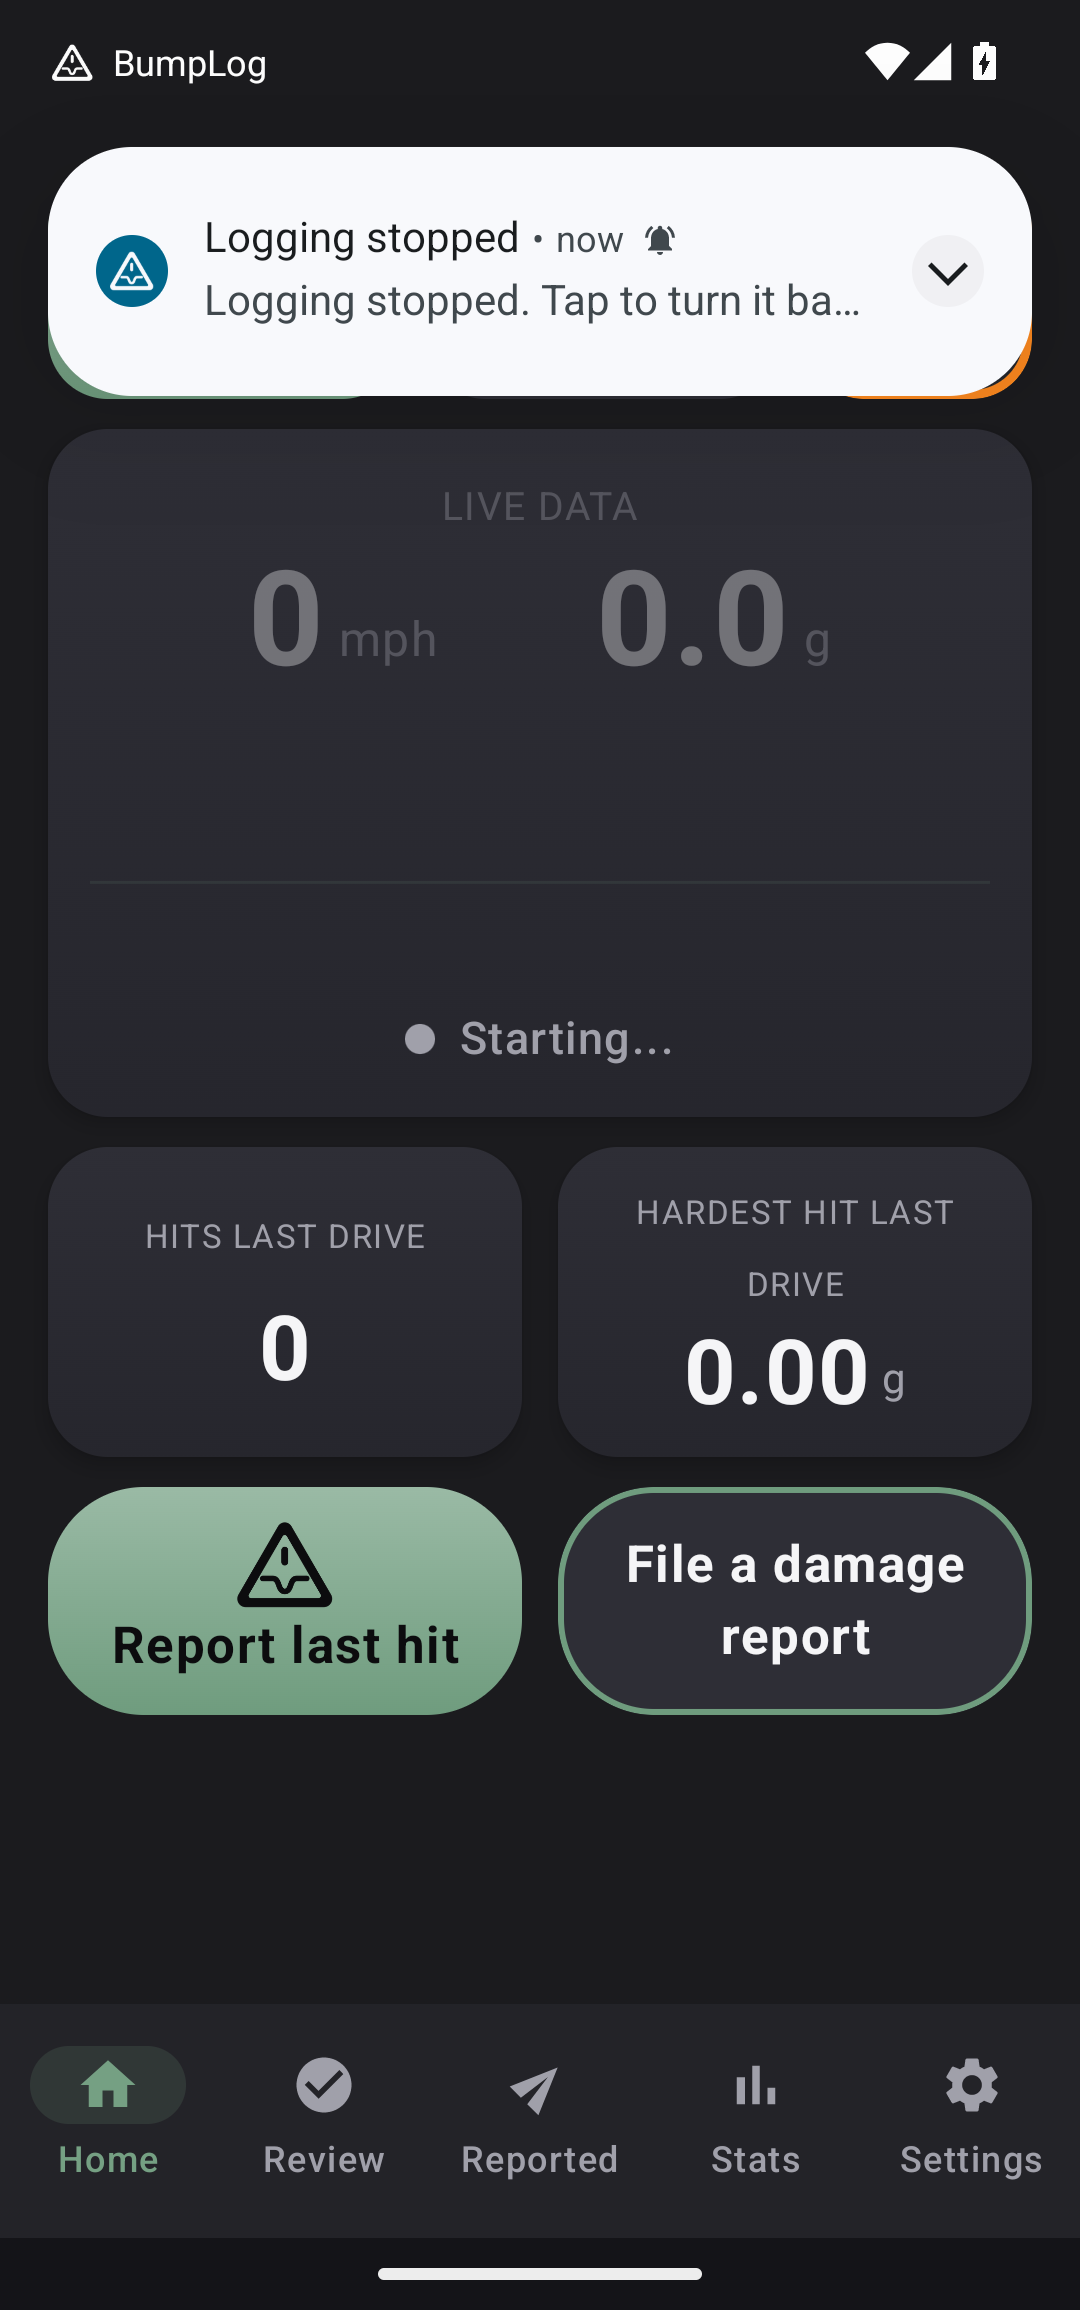 BumpLog
Logging stopped • now
Logging stopped. Tap to turn it ba...
LIVE DATA
0 mph 0.0 g
Starting...
HITS LAST DRIVE
0
HARDEST HIT LAST
DRIVE
0.00 g
Report last hit
File a damage
report
Home Review Reported Stats Settings